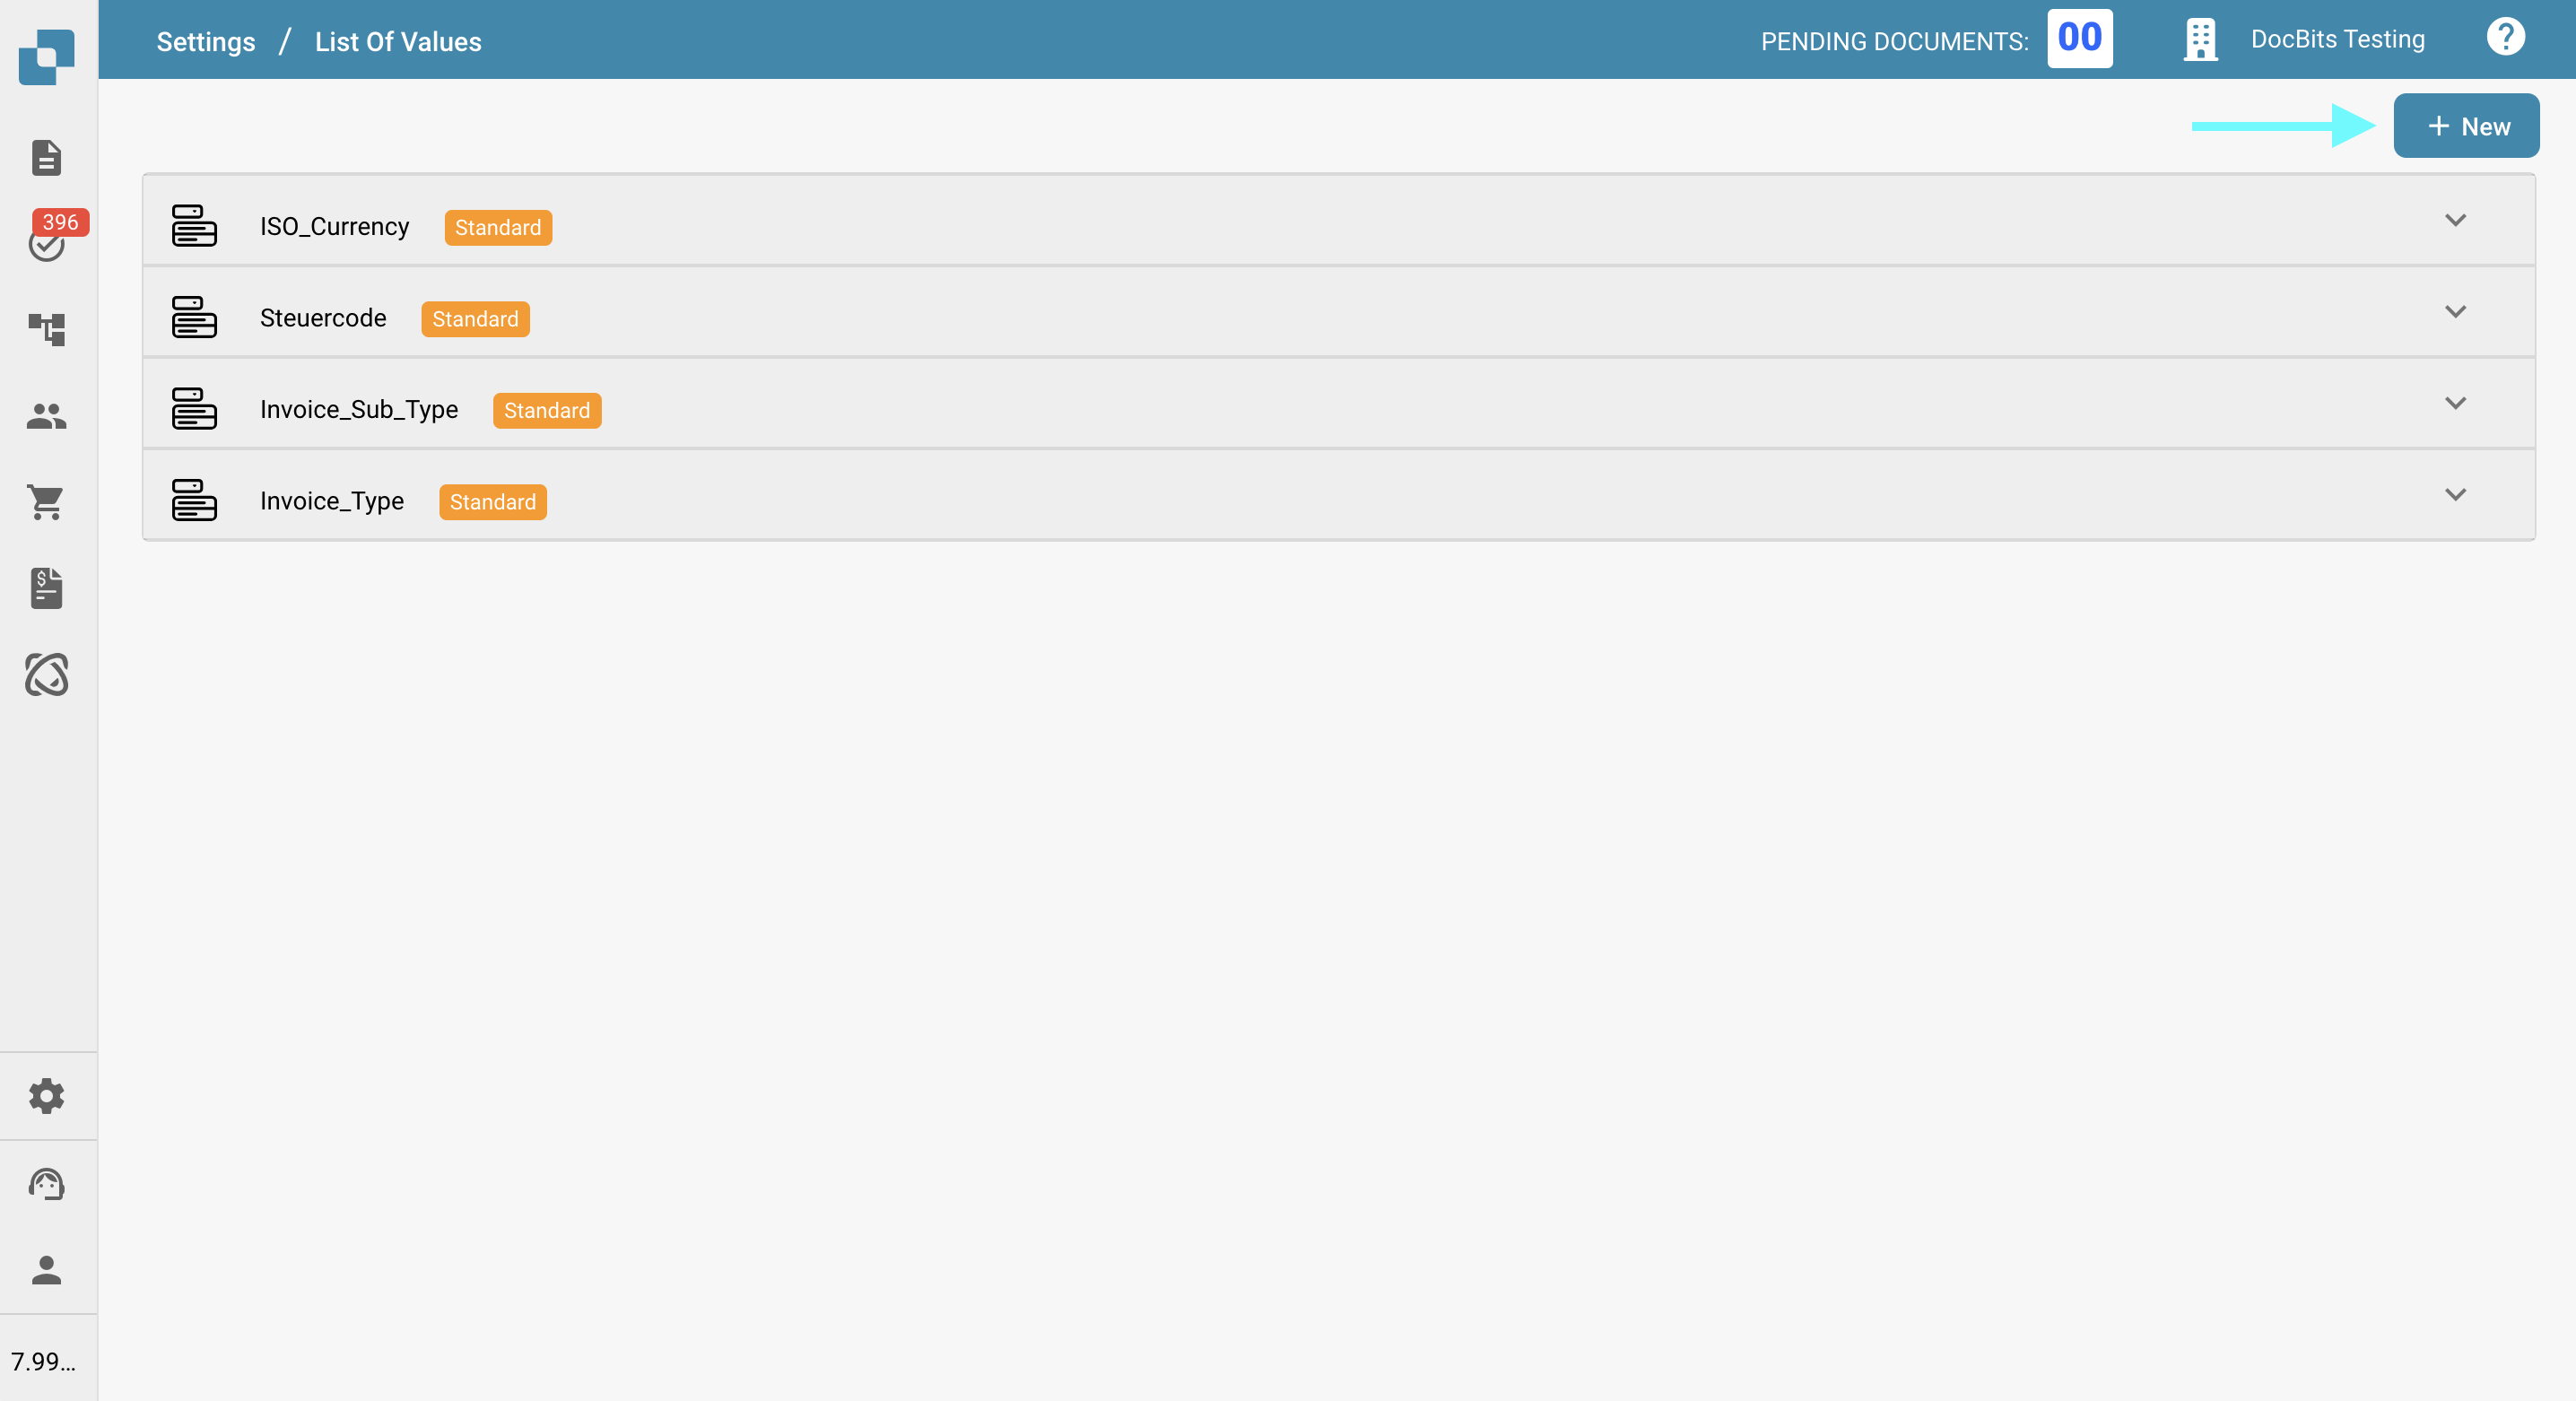 Settings / List Of Values
PENDING DOCUMENTS: 00
DocBits Testing
?
+ New
396
ISO_Currency Standard
Steuercode Standard
Invoice_Sub_Type Standard
Invoice_Type Standard
7.99...